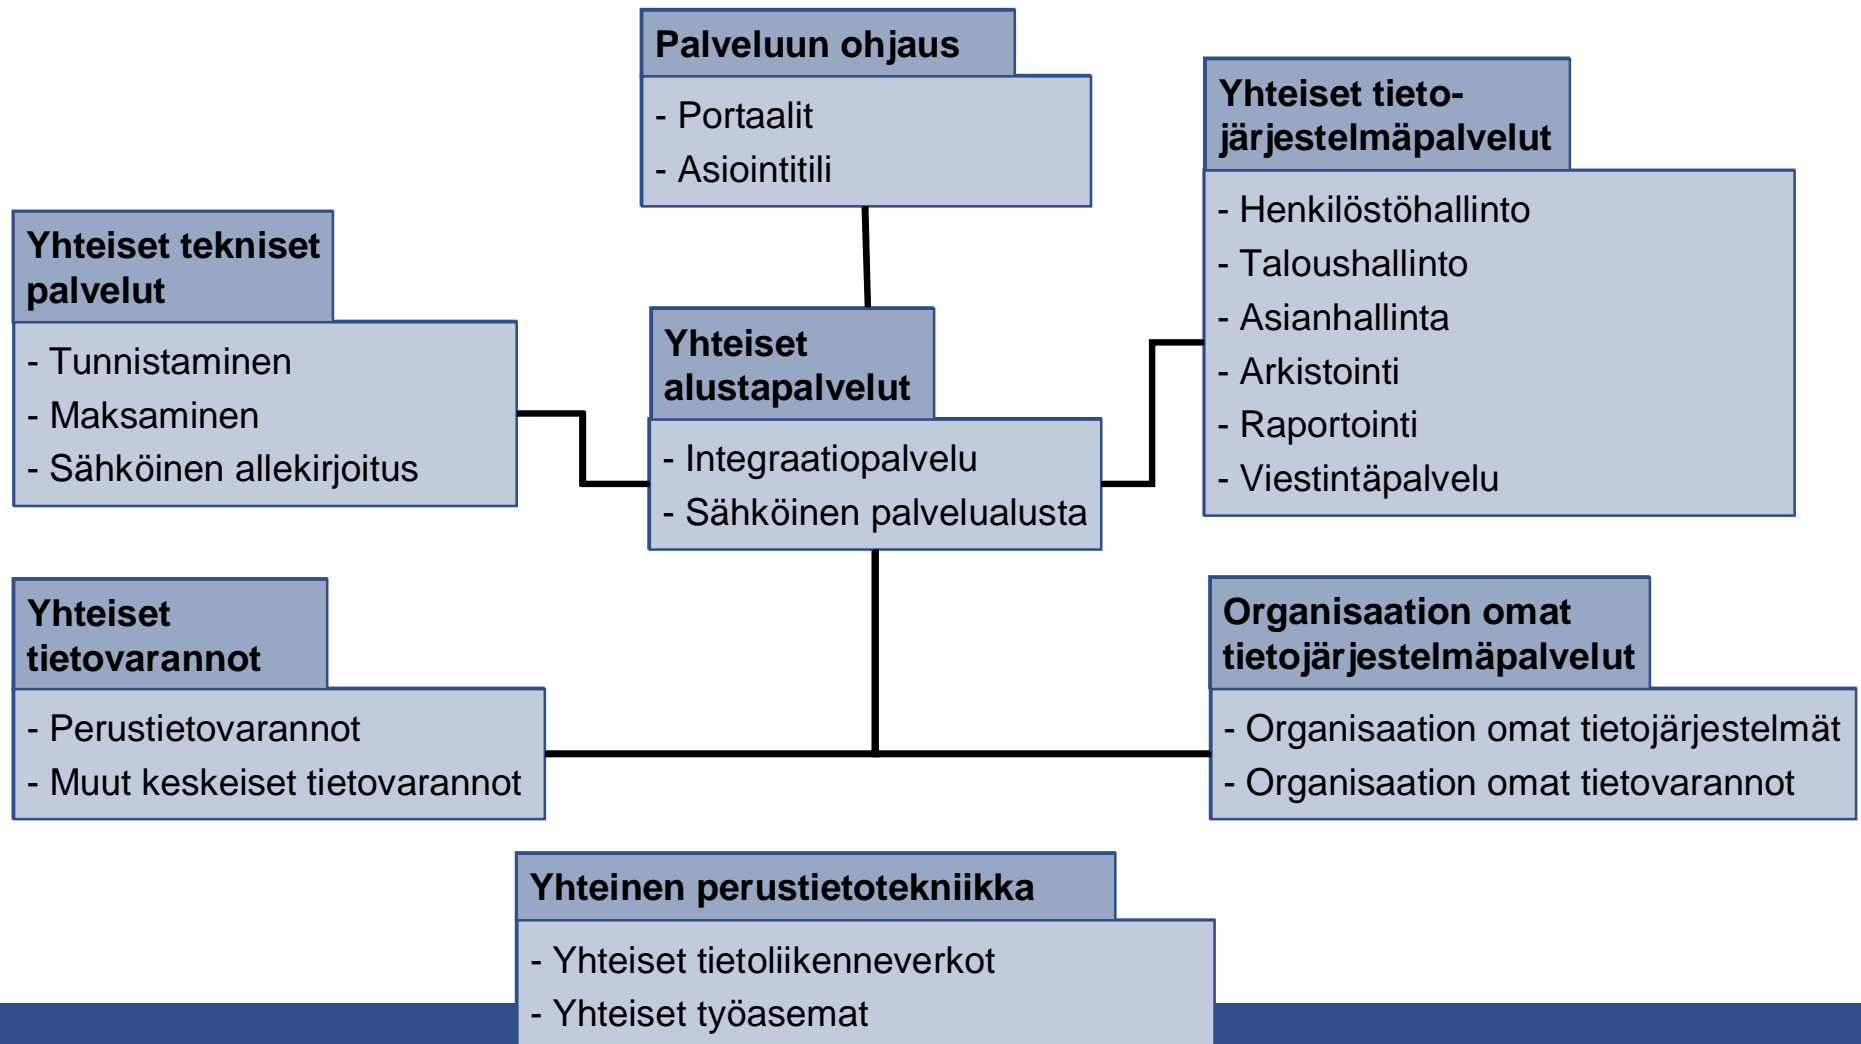 Palveluun ohjaus
- Portaalit
- Asiointitili
Yhteiset tieto-
järjestelmäpalvelut
- Henkilöstöhallinto
- Taloushallinto
- Asianhallinta
- Arkistointi
- Raportointi
- Viestintäpalvelu
Yhteiset tekniset
palvelut
- Tunnistaminen
- Maksaminen
- Sähköinen allekirjoitus
Yhteiset
alustapalvelut
- Integraatiopalvelu
- Sähköinen palvelualusta
Yhteiset
tietovarannot
- Perustietovarannot
- Muut keskeiset tietovarannot
Organisaation omat
tietojärjestelmäpalvelut
- Organisaation omat tietojärjestelmät
- Organisaation omat tietovarannot
Yhteinen perustietotekniikka
- Yhteiset tietoliikenneverkot
- Yhteiset työasemat